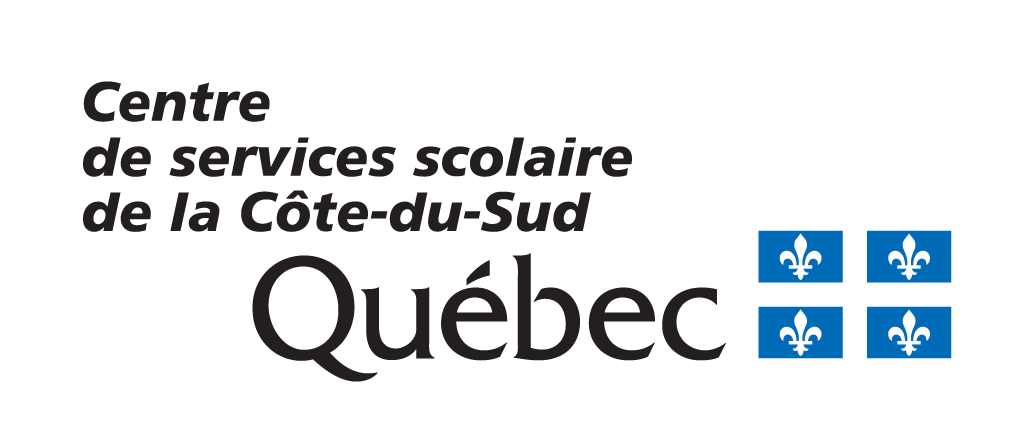 Centre
de services scolaire
de la Côte-du-Sud
Québec